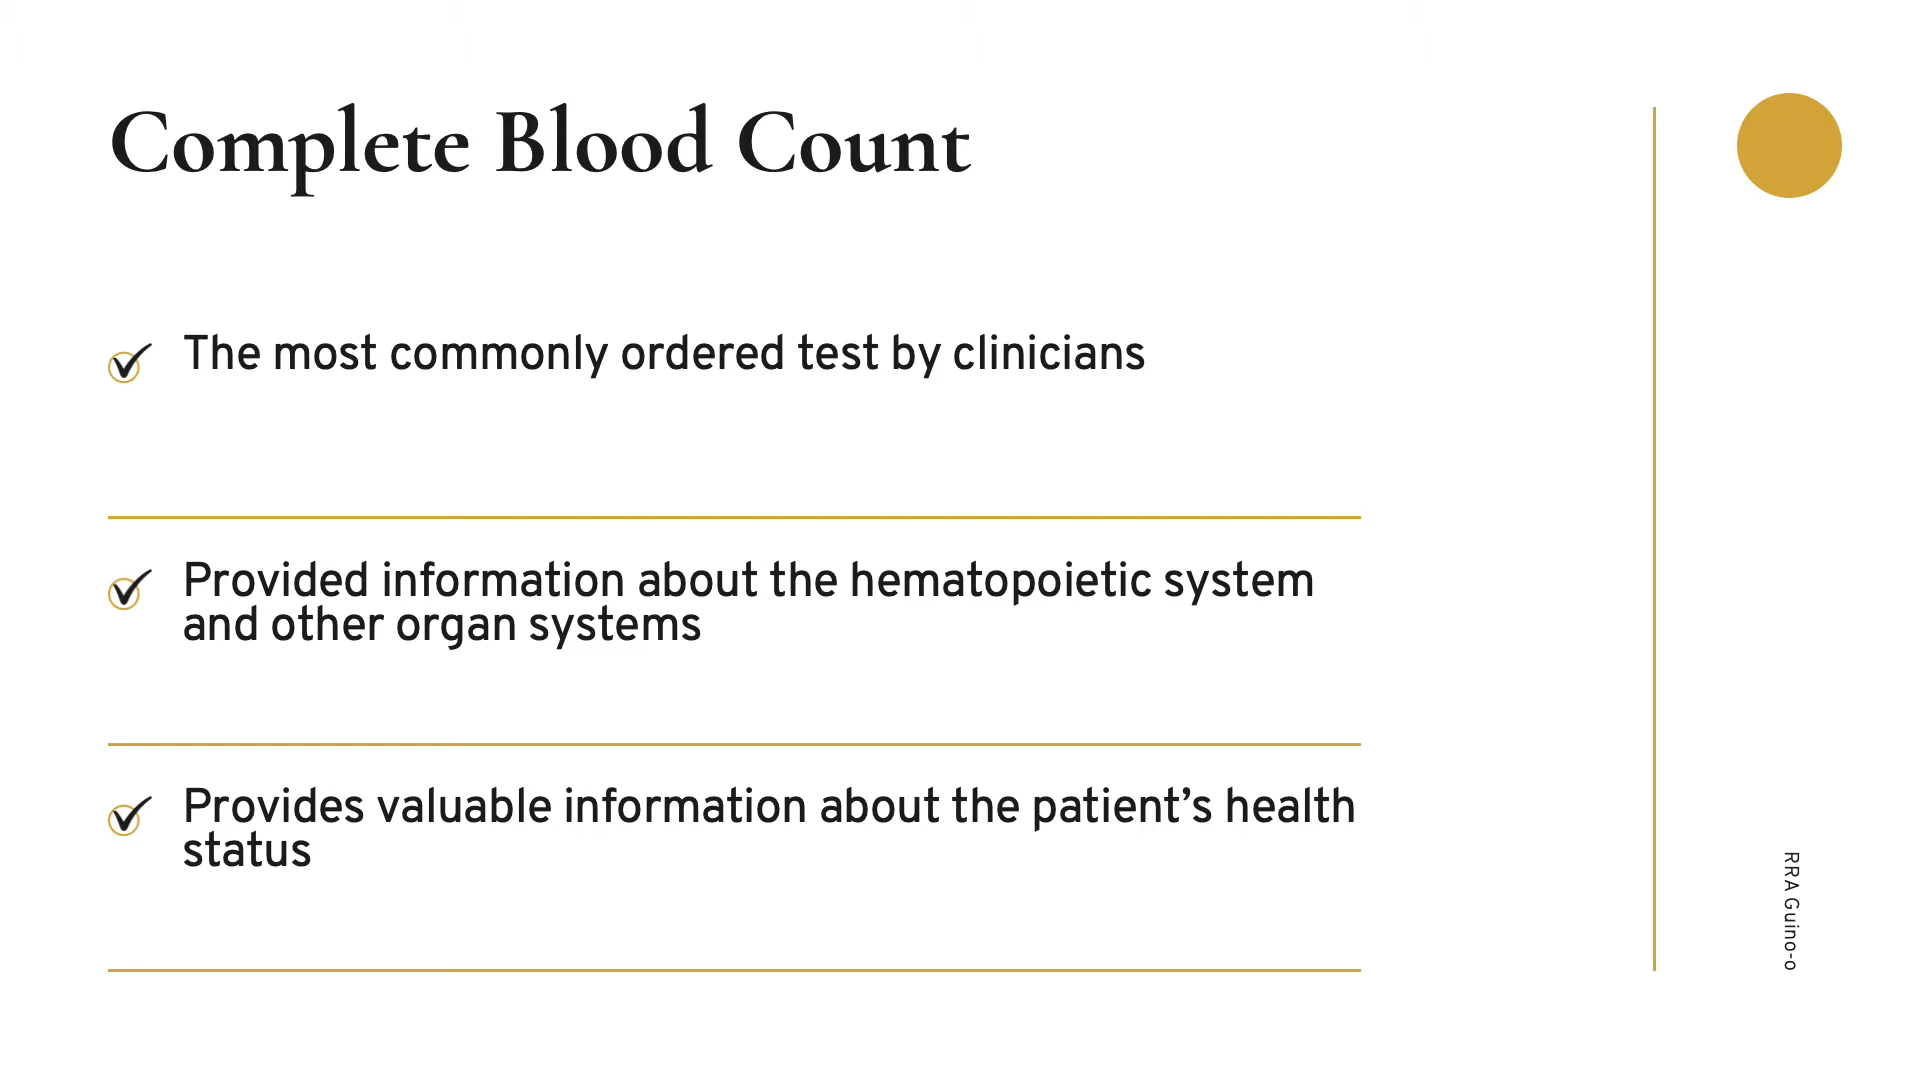 Complete Blood Count
The most commonly ordered test by clinicians
Provided information about the hematopoietic system
and other organ systems
Provides valuable information about the patient’s health
status
RRA Guino-o